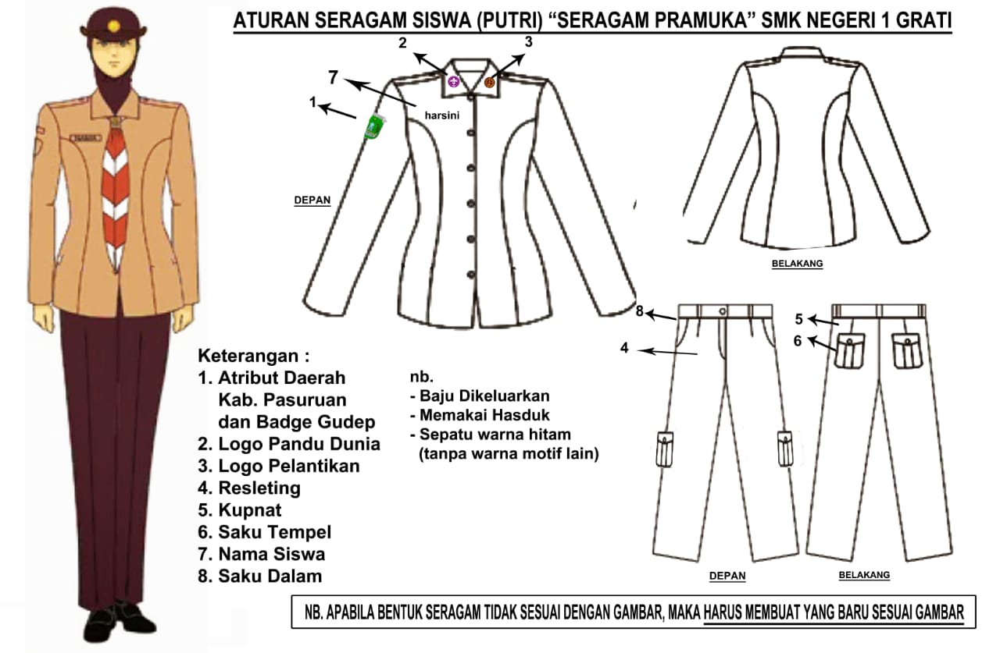 ATURAN SERAGAM SISWA (PUTRI) “SERAGAM PRAMUKA” SMK NEGERI 1 GRATI
2
3
7
1
harsini
DEPAN
BELAKANG
8
4
5
6
DEPAN
BELAKANG
Keterangan :
1. Atribut Daerah
Kab. Pasuruan
dan Badge Gudep
2. Logo Pandu Dunia
3. Logo Pelantikan
4. Resleting
5. Kupnat
6. Saku Tempel
7. Nama Siswa
8. Saku Dalam
nb.
- Baju Dikeluarkan
- Memakai Hasduk
- Sepatu warna hitam
(tanpa warna motif lain)
NB. APABILA BENTUK SERAGAM TIDAK SESUAI DENGAN GAMBAR, MAKA HARUS MEMBUAT YANG BARU SESUAI GAMBAR